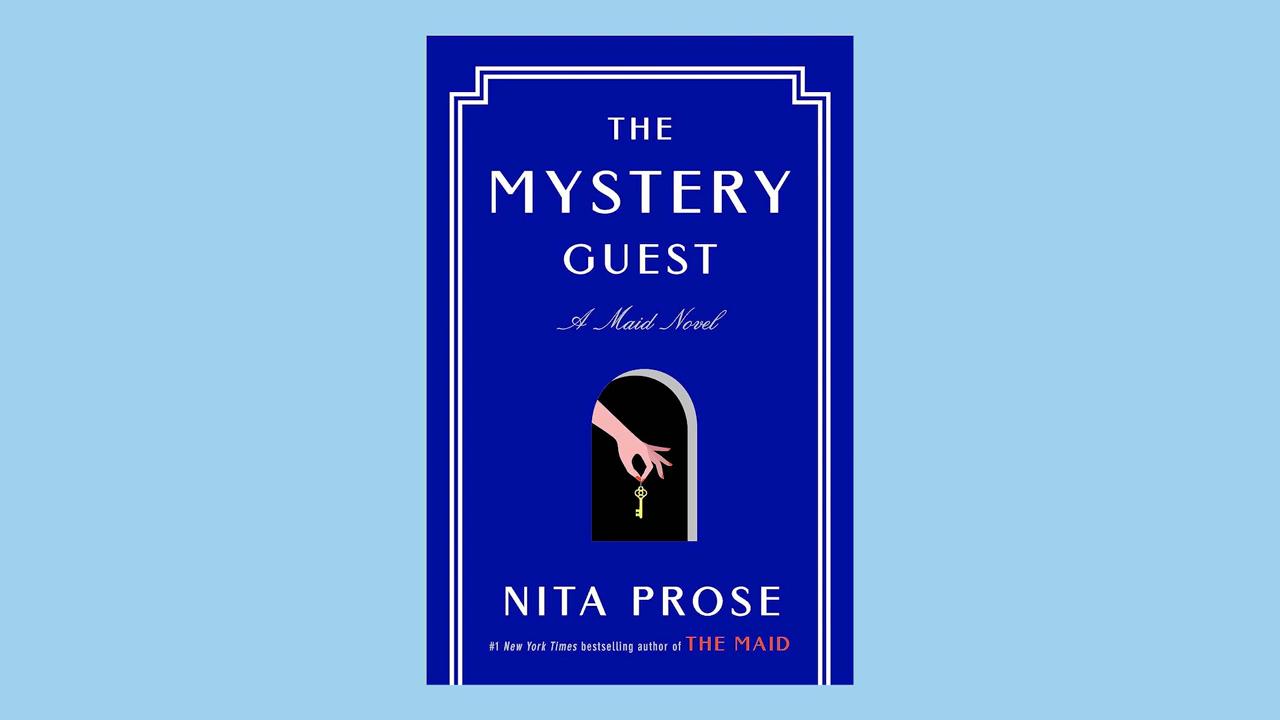 THE
MYSTERY
GUEST
A Maid Novel
NITA PROSE
#1 New York Times bestselling author of THE MAID